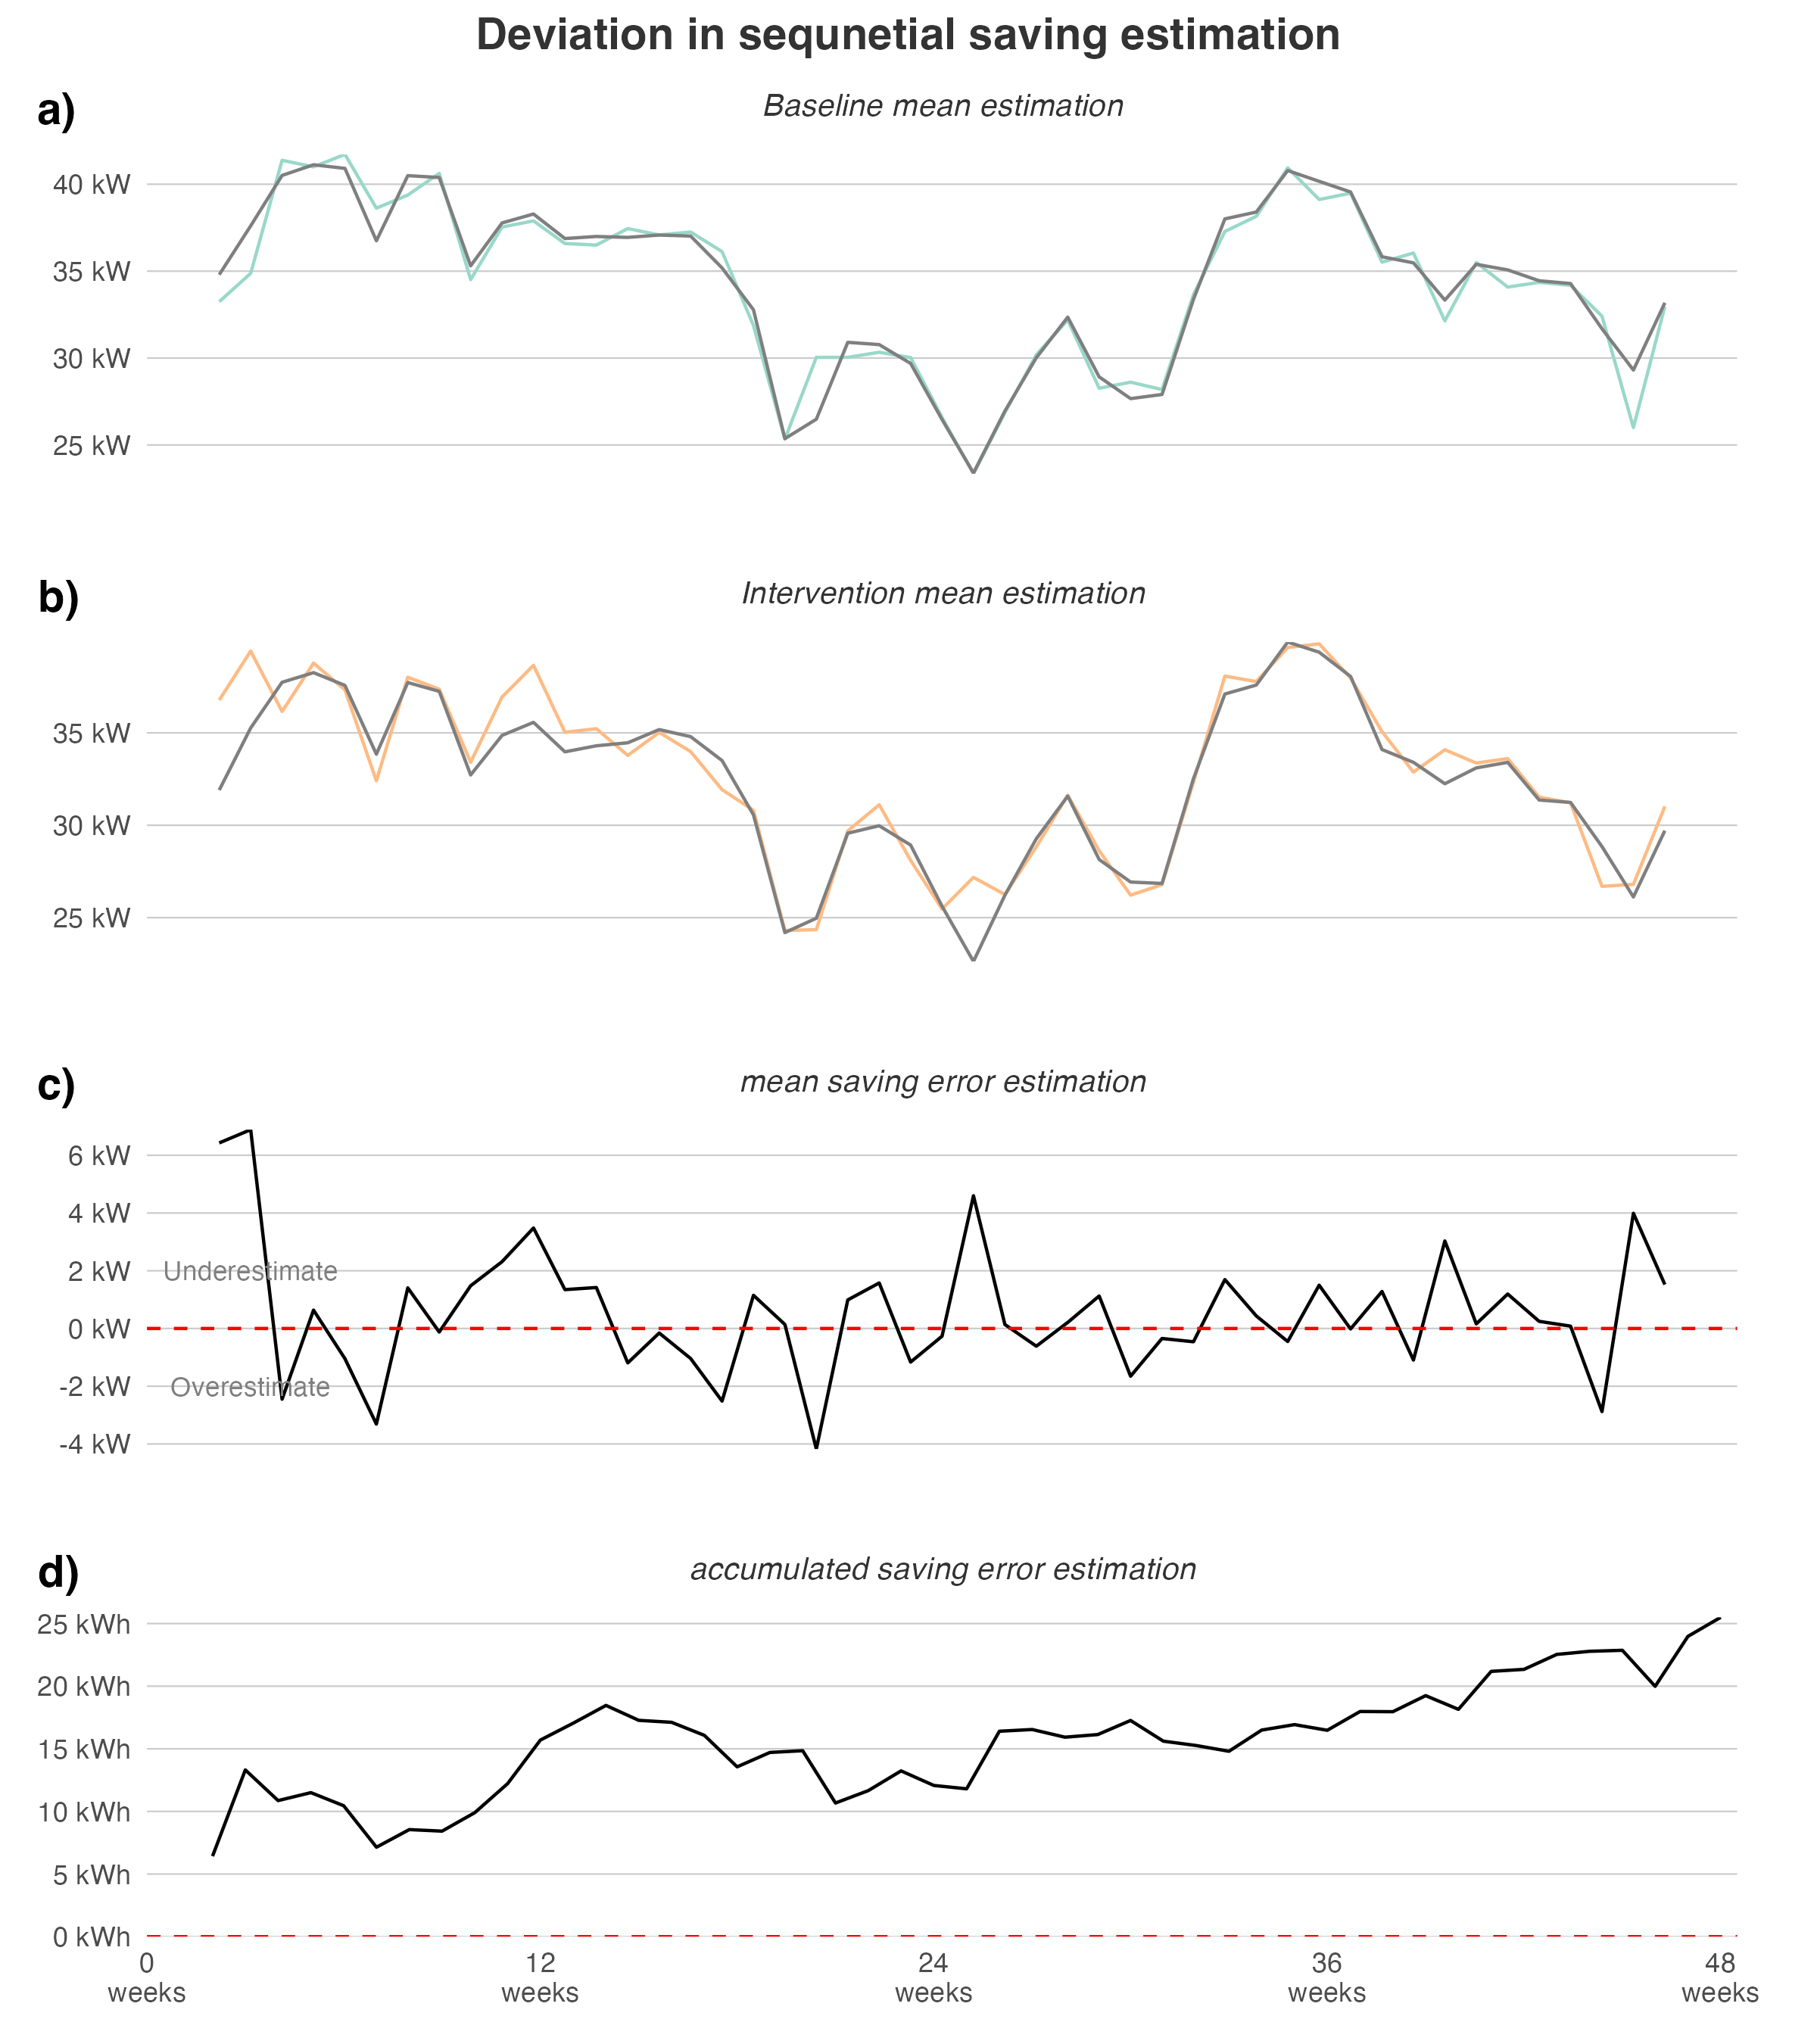 Deviation in sequnetial saving estimation
a)
Baseline mean estimation
40 kW
35 kW
30 kW
25 kW
b)
Intervention mean estimation
35 kW
30 kW
25 kW
c)
mean saving error estimation
6 kW
4 kW
2 kW
Underestimate
0 kW
-2 kW
Overestimate
-4 kW
d)
accumulated saving error estimation
25 kWh
20 kWh
15 kWh
10 kWh
5 kWh
0 kWh
0 12 24 36 48
weeks weeks weeks weeks weeks